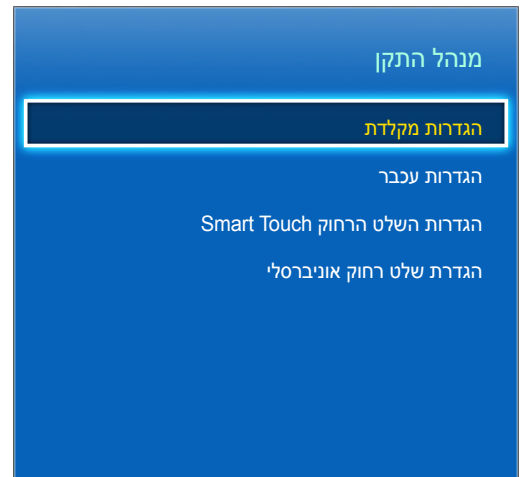 מנהל התקן
הגדרות מקלדת
הגדרות עכבר
הגדרות השלט הרחוק Smart Touch
הגדרת שלט רחוק אוניברסלי